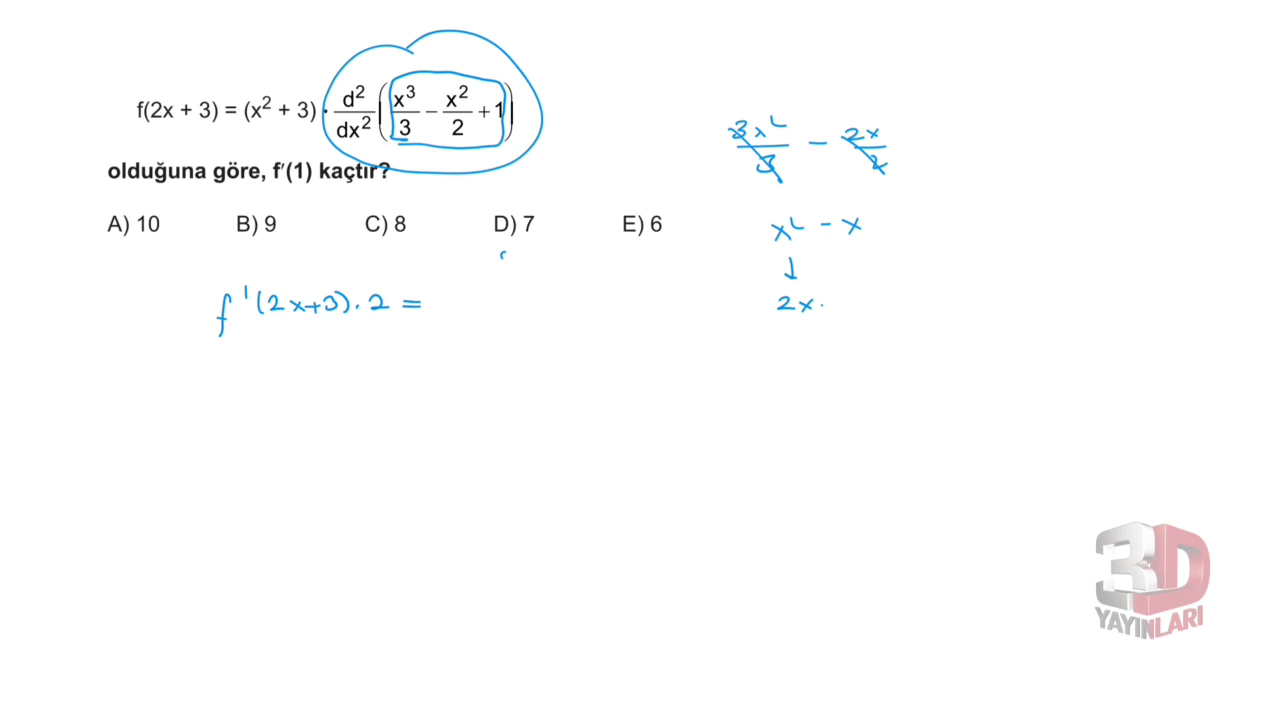 f(2x + 3) = (x² + 3) · d²/dx² (x³/3 − x²/2 + 1)
olduğuna göre, f′(1) kaçtır?
A) 10 B) 9 C) 8 D) 7 E) 6
3x²/3 − 2x/2
x² − x
↓
2x ·
f′(2x+3) · 2 =
3D
YAYINLARI